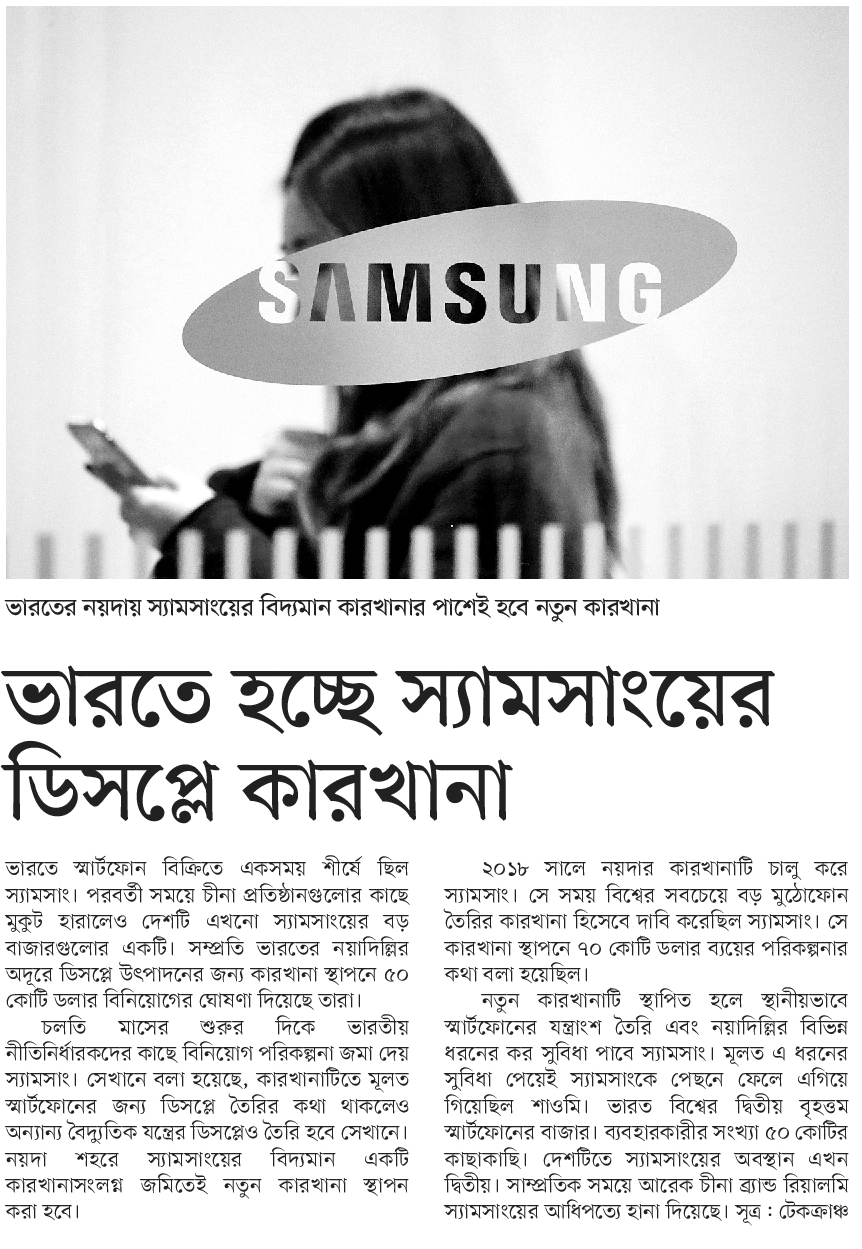 SAMSUNG
ভারতের নয়দায় স্যামসাংয়ের বিদ্যমান কারখানার পাশেই হবে নতুন কারখানা
ভারতে হচ্ছে স্যামসাংয়ের
ডিসপ্লে কারখানা
ভারতে স্মার্টফোন বিক্রিতে একসময় শীর্ষে ছিল
স্যামসাং। পরবর্তী সময়ে চীনা প্রতিষ্ঠানগুলোর কাছে
মুকুট হারালেও দেশটি এখনো স্যামসাংয়ের বড়
বাজারগুলোর একটি। সম্প্রতি ভারতের নয়াদিল্লির
অদূরে ডিসপ্লে উৎপাদনের জন্য কারখানা স্থাপনে ৫০
কোটি ডলার বিনিয়োগের ঘোষণা দিয়েছে তারা।
চলতি মাসের শুরুর দিকে ভারতীয়
নীতিনির্ধারকদের কাছে বিনিয়োগ পরিকল্পনা জমা দেয়
স্যামসাং। সেখানে বলা হয়েছে, কারখানাটিতে মূলত
স্মার্টফোনের জন্য ডিসপ্লে তৈরির কথা থাকলেও
অন্যান্য বৈদ্যুতিক যন্ত্রের ডিসপ্লেও তৈরি হবে সেখানে।
নয়দা শহরে স্যামসাংয়ের বিদ্যমান একটি
কারখানাসংলগ্ন জমিতেই নতুন কারখানা স্থাপন
করা হবে।
২০১৮ সালে নয়দার কারখানাটি চালু করে
স্যামসাং। সে সময় বিশ্বের সবচেয়ে বড় মুঠোফোন
তৈরির কারখানা হিসেবে দাবি করেছিল স্যামসাং। সে
কারখানা স্থাপনে ৭০ কোটি ডলার ব্যয়ের পরিকল্পনার
কথা বলা হয়েছিল।
নতুন কারখানাটি স্থাপিত হলে স্থানীয়ভাবে
স্মার্টফোনের যন্ত্রাংশ তৈরি এবং নয়াদিল্লির বিভিন্ন
ধরনের কর সুবিধা পাবে স্যামসাং। মূলত এ ধরনের
সুবিধা পেয়েই স্যামসাংকে পেছনে ফেলে এগিয়ে
গিয়েছিল শাওমি। ভারত বিশ্বের দ্বিতীয় বৃহত্তম
স্মার্টফোনের বাজার। ব্যবহারকারীর সংখ্যা ৫০ কোটির
কাছাকাছি। দেশটিতে স্যামসাংয়ের অবস্থান এখন
দ্বিতীয়। সাম্প্রতিক সময়ে আরেক চীনা ব্র্যান্ড রিয়ালমি
স্যামসাংয়ের আধিপত্যে হানা দিয়েছে। সূত্র : টেকক্রাঞ্চ